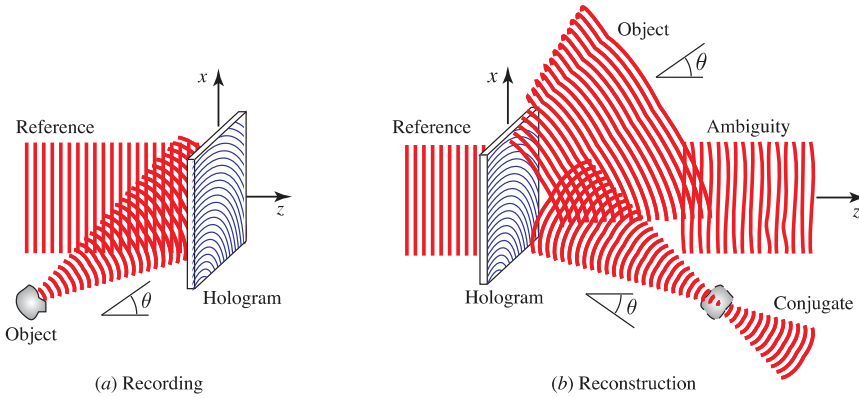 x
Reference
z
θ
Hologram
Object
(a) Recording
Object
θ
x
Reference
Ambiguity
z
Hologram
θ
Conjugate
(b) Reconstruction